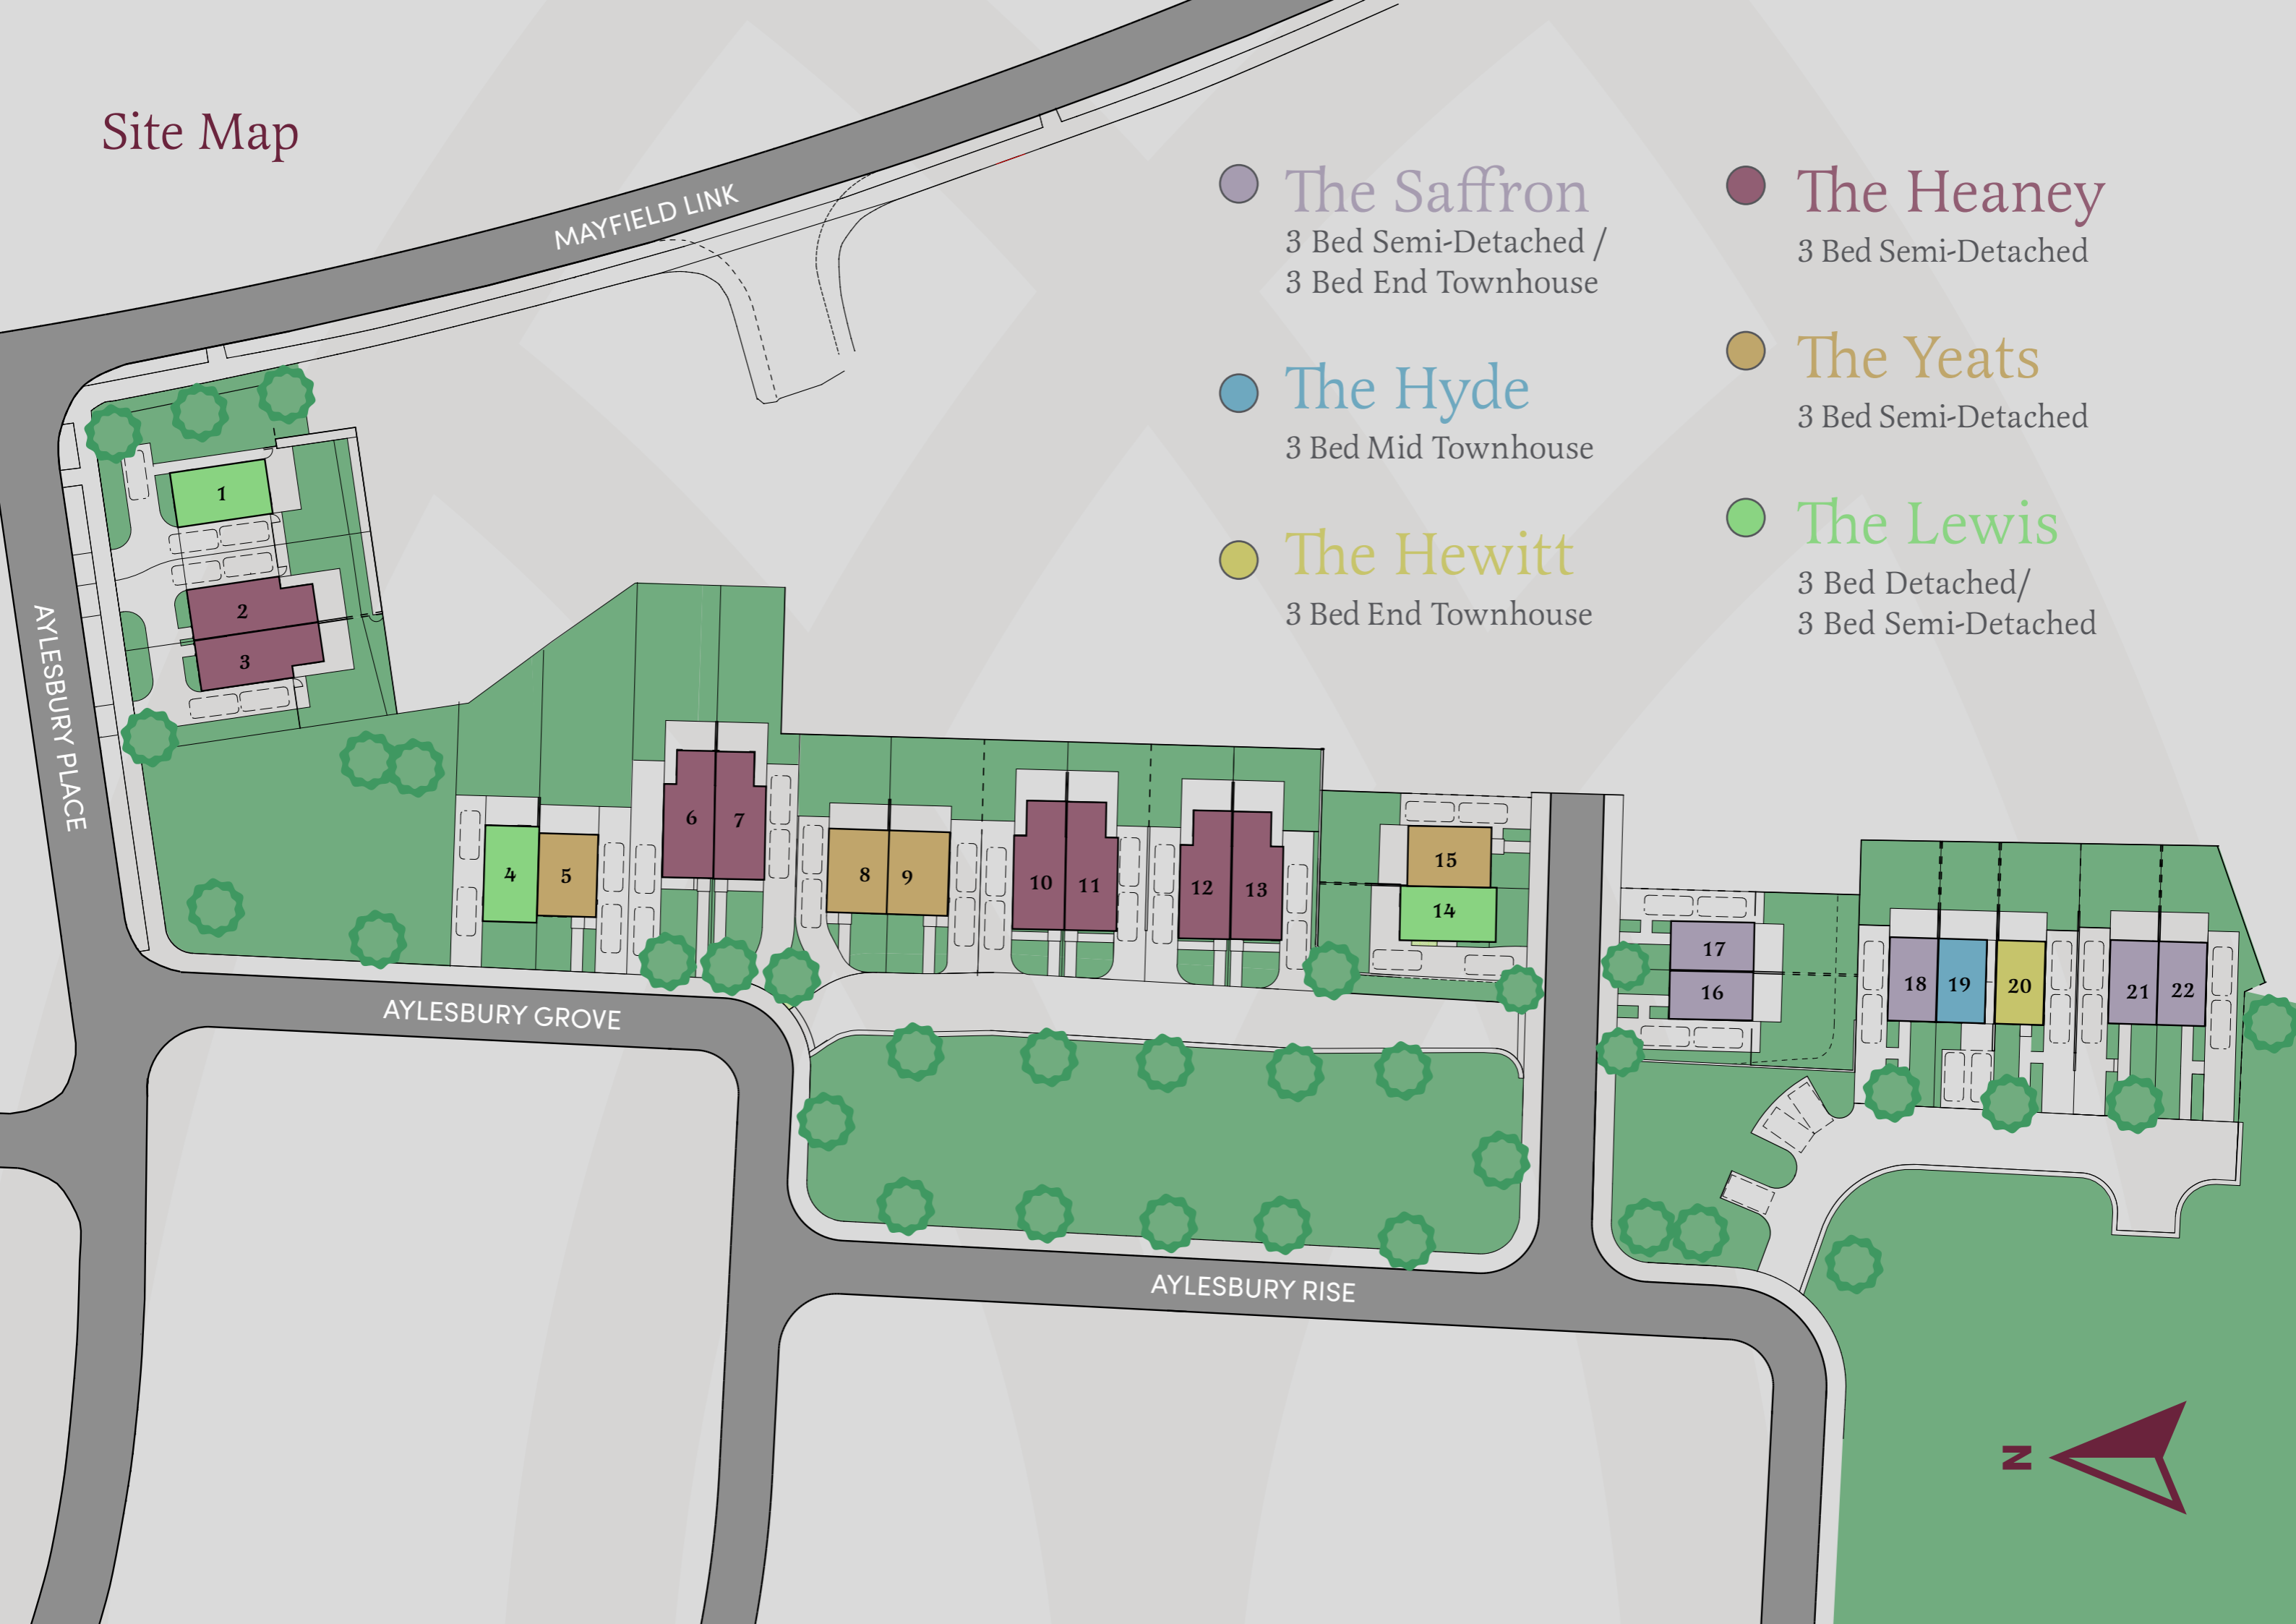 Site Map
MAYFIELD LINK
The Saffron
3 Bed Semi-Detached /
3 Bed End Townhouse
The Hyde
3 Bed Mid Townhouse
The Hewitt
3 Bed End Townhouse
The Heaney
3 Bed Semi-Detached
The Yeats
3 Bed Semi-Detached
The Lewis
3 Bed Detached/
3 Bed Semi-Detached
AYLESBURY PLACE
1
2
3
4
5
6
7
8
9
10
11
12
13
15
14
17
16
18
19
20
21
22
AYLESBURY GROVE
AYLESBURY RISE
N